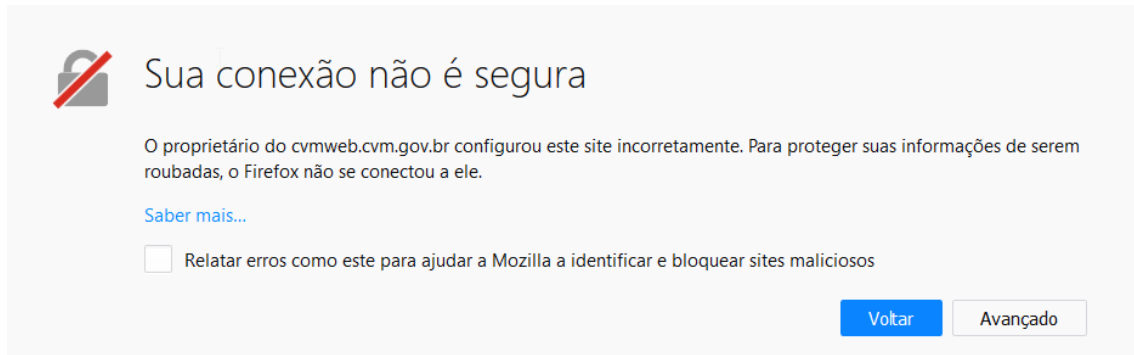 Sua conexão não é segura
O proprietário do cvmweb.cvm.gov.br configurou este site incorretamente. Para proteger suas informações de serem
roubadas, o Firefox não se conectou a ele.
Saber mais...
Relatar erros como este para ajudar a Mozilla a identificar e bloquear sites maliciosos
Voltar
Avançado